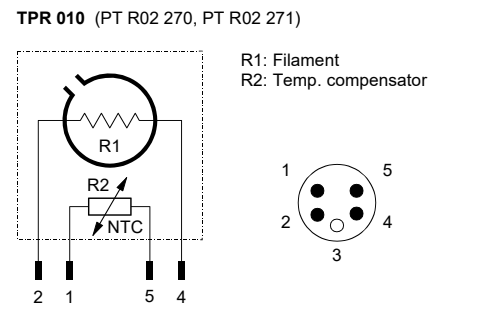 TPR 010 (PT R02 270, PT R02 271)
R1: Filament
R2: Temp. compensator
R1
R2
NTC
2 1 5 4
1 5
2 4
3